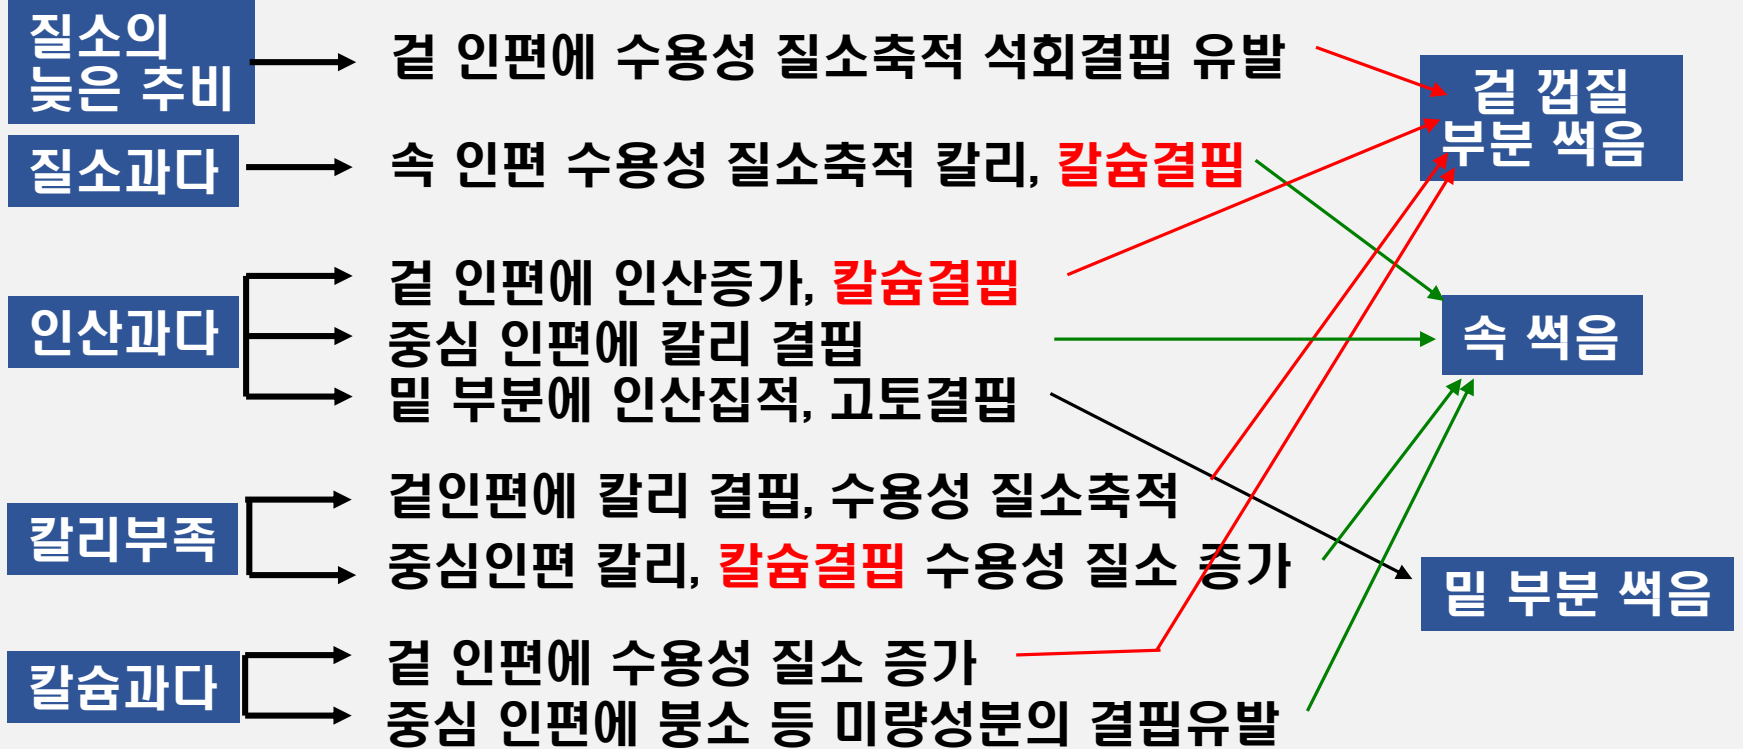 질소의
늦은 추비
겉 인편에 수용성 질소축적 석회결핍 유발
겉 껍질
부분 썩음
질소과다
속 인편 수용성 질소축적 칼리, 칼슘결핍
인산과다
겉 인편에 인산증가, 칼슘결핍
중심 인편에 칼리 결핍
밑 부분에 인산집적, 고토결핍
속 썩음
칼리부족
겉인편에 칼리 결핍, 수용성 질소축적
중심인편 칼리, 칼슘결핍 수용성 질소 증가
밑 부분 썩음
칼슘과다
겉 인편에 수용성 질소 증가
중심 인편에 붕소 등 미량성분의 결핍유발